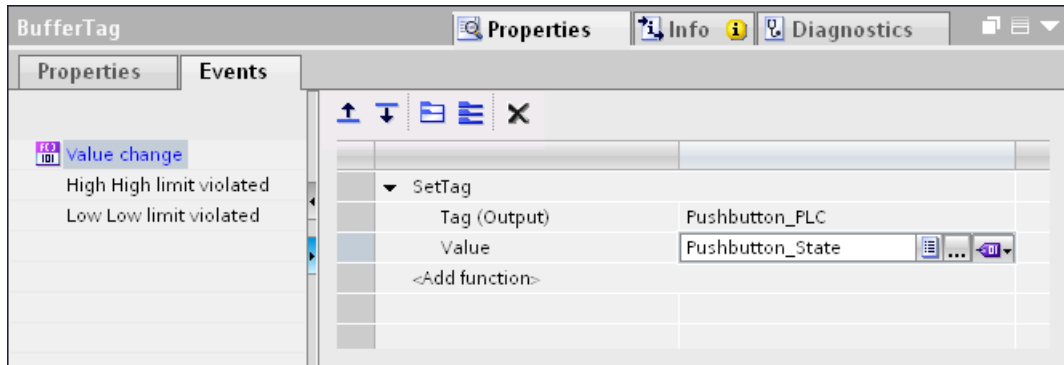 BufferTag
Properties
Info
Diagnostics
Properties
Events
Value change
High High limit violated
Low Low limit violated
SetTag
Tag (Output)
Pushbutton_PLC
Value
Pushbutton_State
...
<Add function>